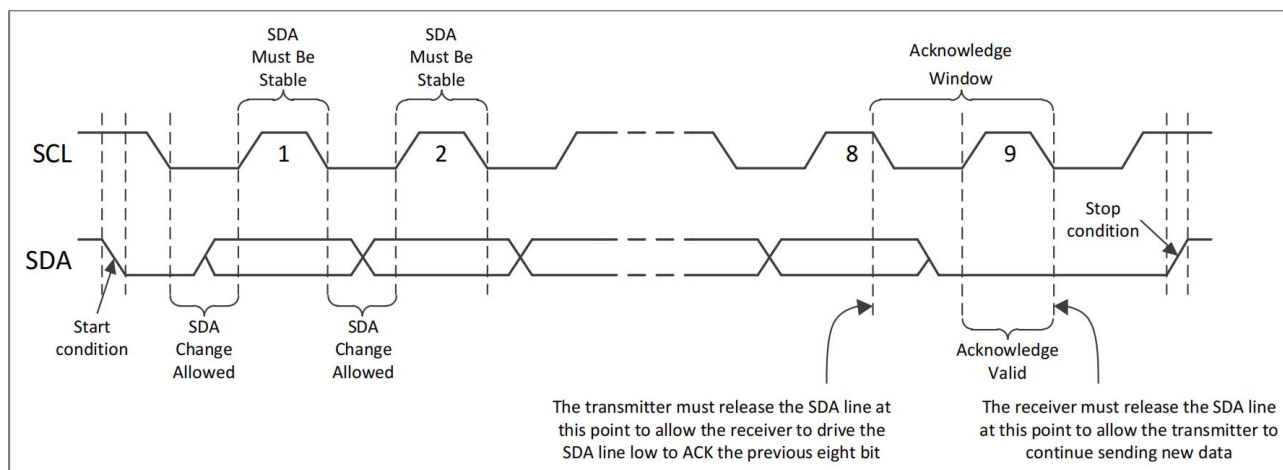 SDA
Must Be
Stable
SDA
Must Be
Stable
Acknowledge
Window
SCL
1
2
8
9
SDA
Stop
condition
Start
condition
SDA
Change
Allowed
SDA
Change
Allowed
Acknowledge
Valid
The transmitter must release the SDA line at
this point to allow the receiver to drive the
SDA line low to ACK the previous eight bit
The receiver must release the SDA line
at this point to allow the transmitter to
continue sending new data